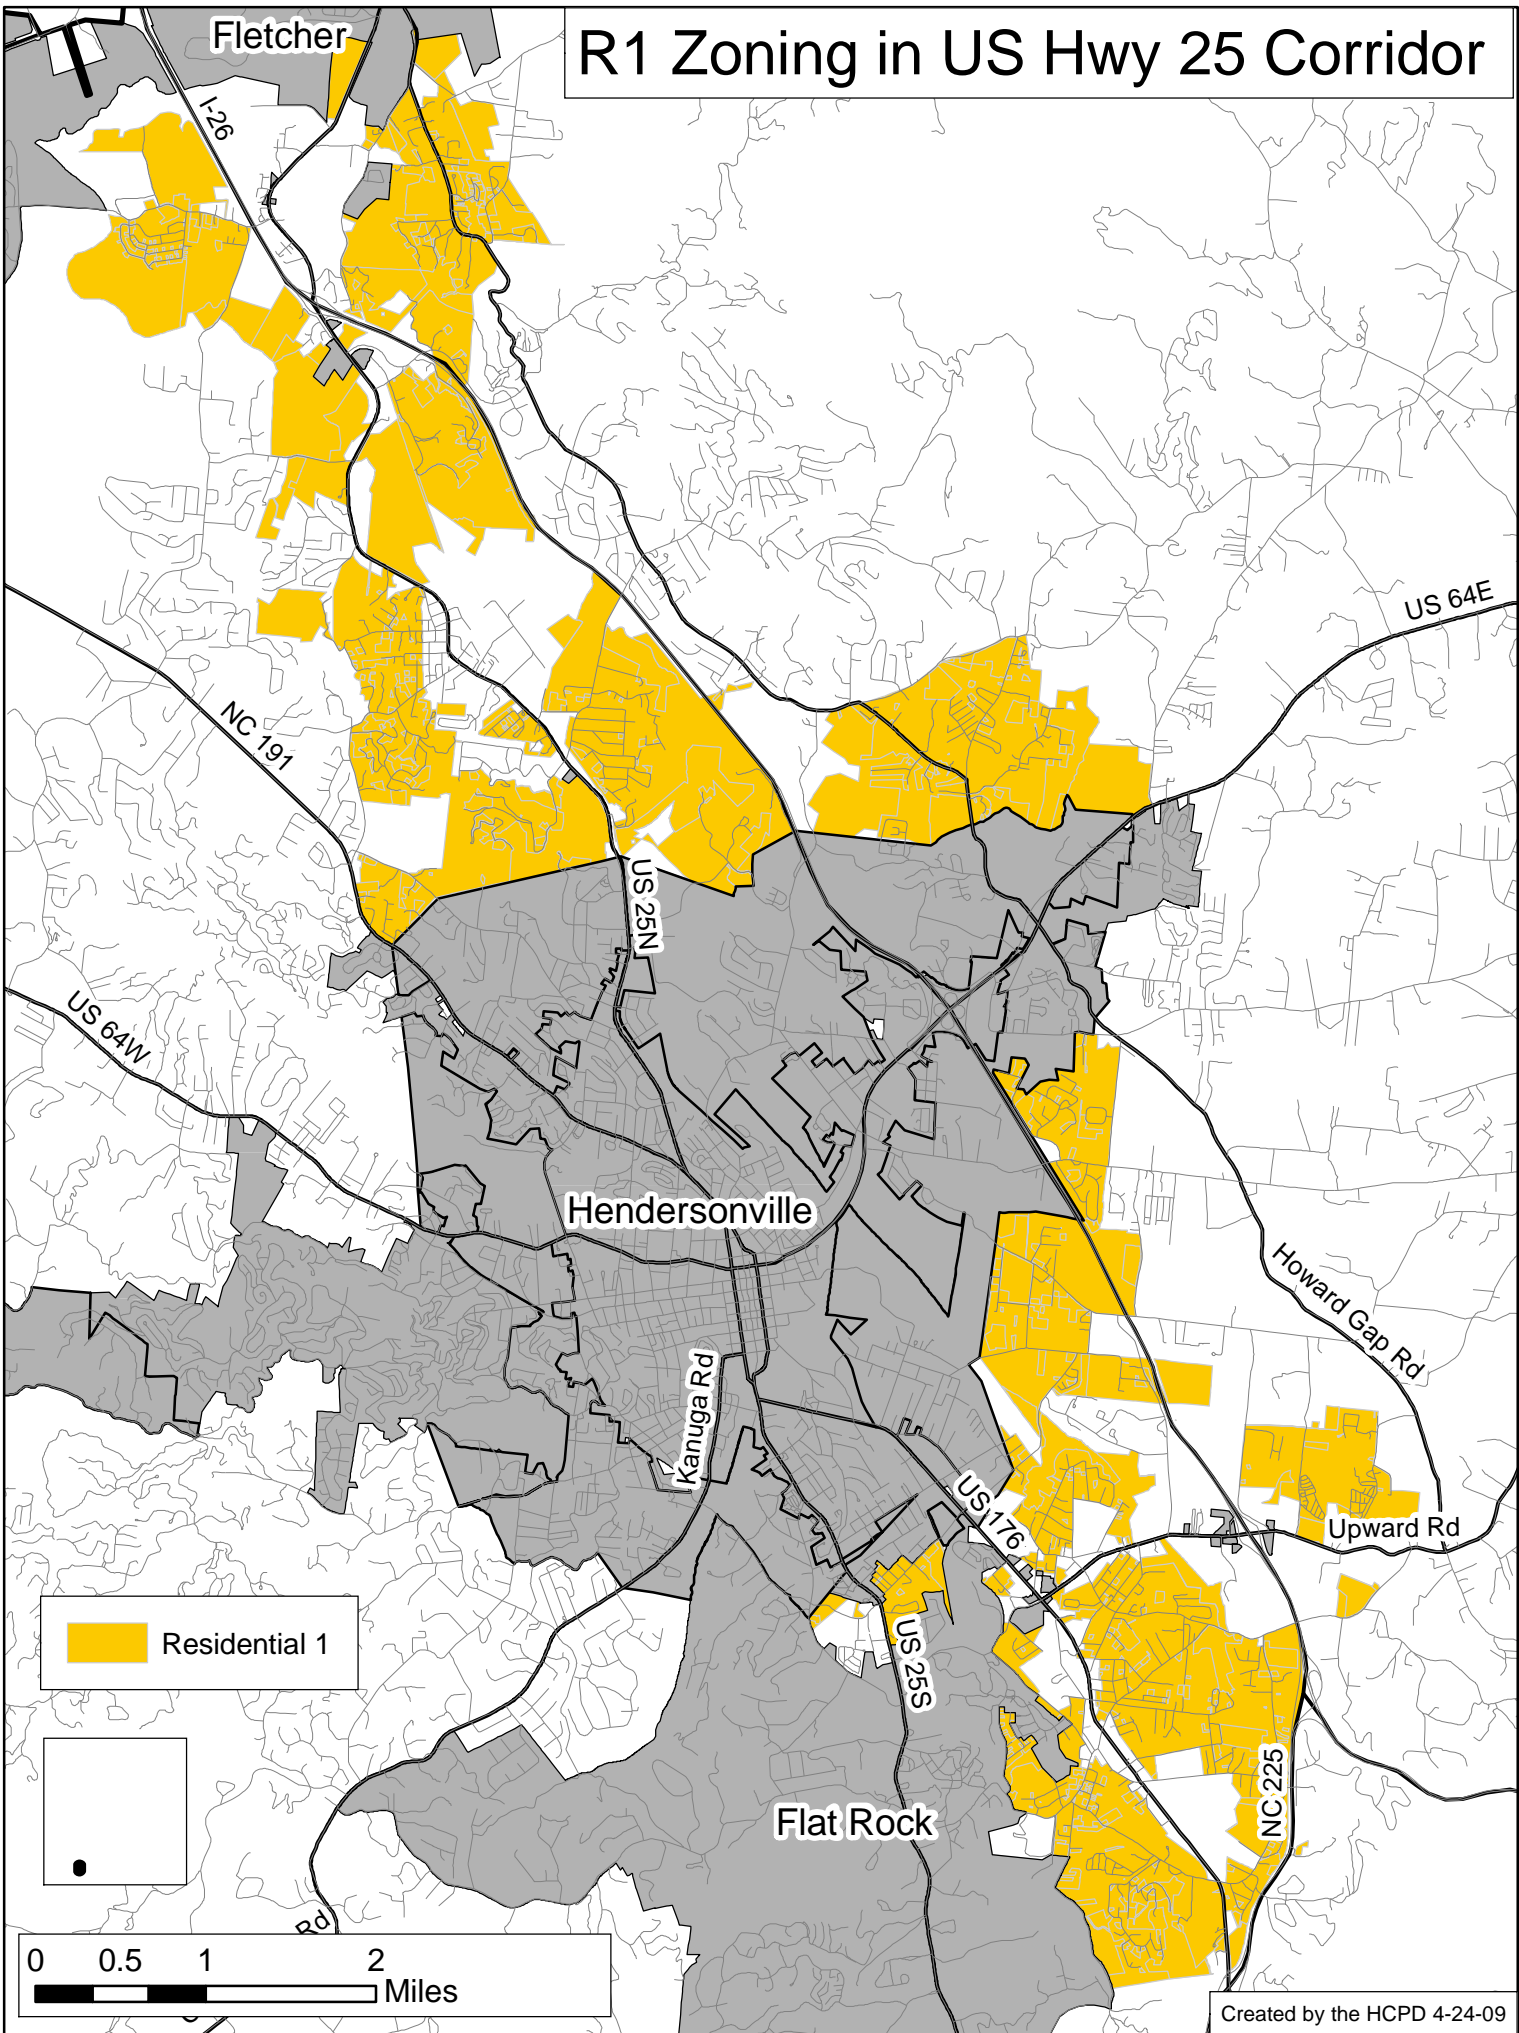 R1 Zoning in US Hwy 25 Corridor
Fletcher
I-26
US 64E
NC 191
US 25N
US 64W
Hendersonville
Howard Gap Rd
Kanuga Rd
US 176
Upward Rd
Residential 1
US 25S
NC 225
Flat Rock
Rd
0 0.5 1 2
Miles
Created by the HCPD 4-24-09